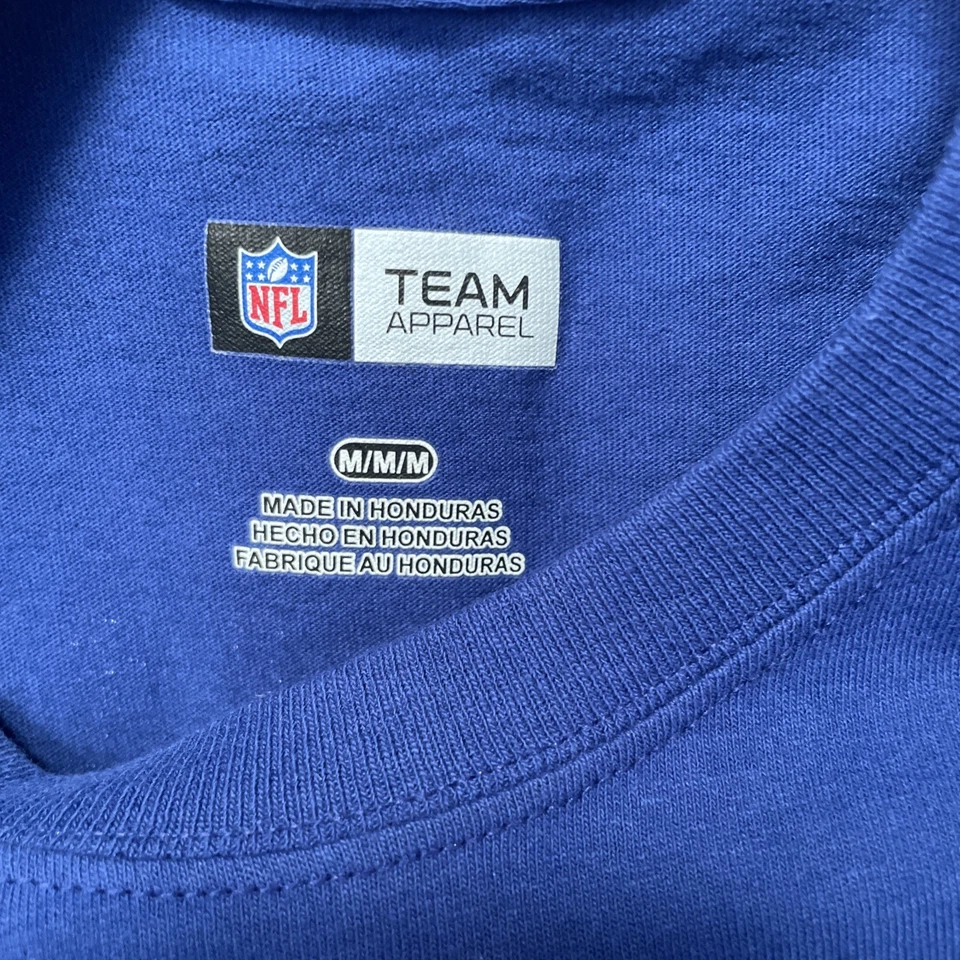 NFL
TEAM
APPAREL
M/M/M
MADE IN HONDURAS
HECHO EN HONDURAS
FABRIQUE AU HONDURAS